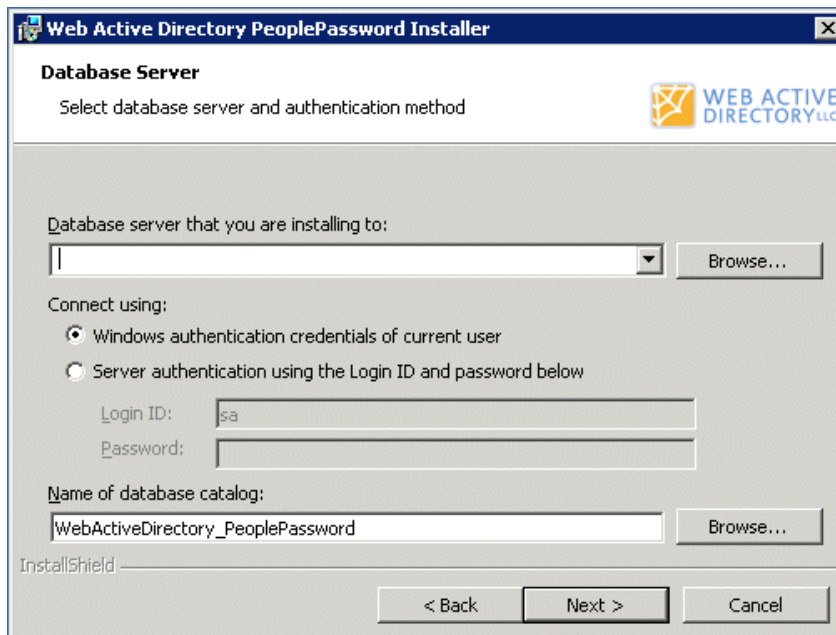 Web Active Directory PeoplePassword Installer
Database Server
Select database server and authentication method
WEB ACTIVE
DIRECTORY LLC
Database server that you are installing to:
Browse...
Connect using:
Windows authentication credentials of current user
Server authentication using the Login ID and password below
Login ID:
sa
Password:
Name of database catalog:
WebActiveDirectory_PeoplePassword
Browse...
InstallShield
< Back
Next >
Cancel